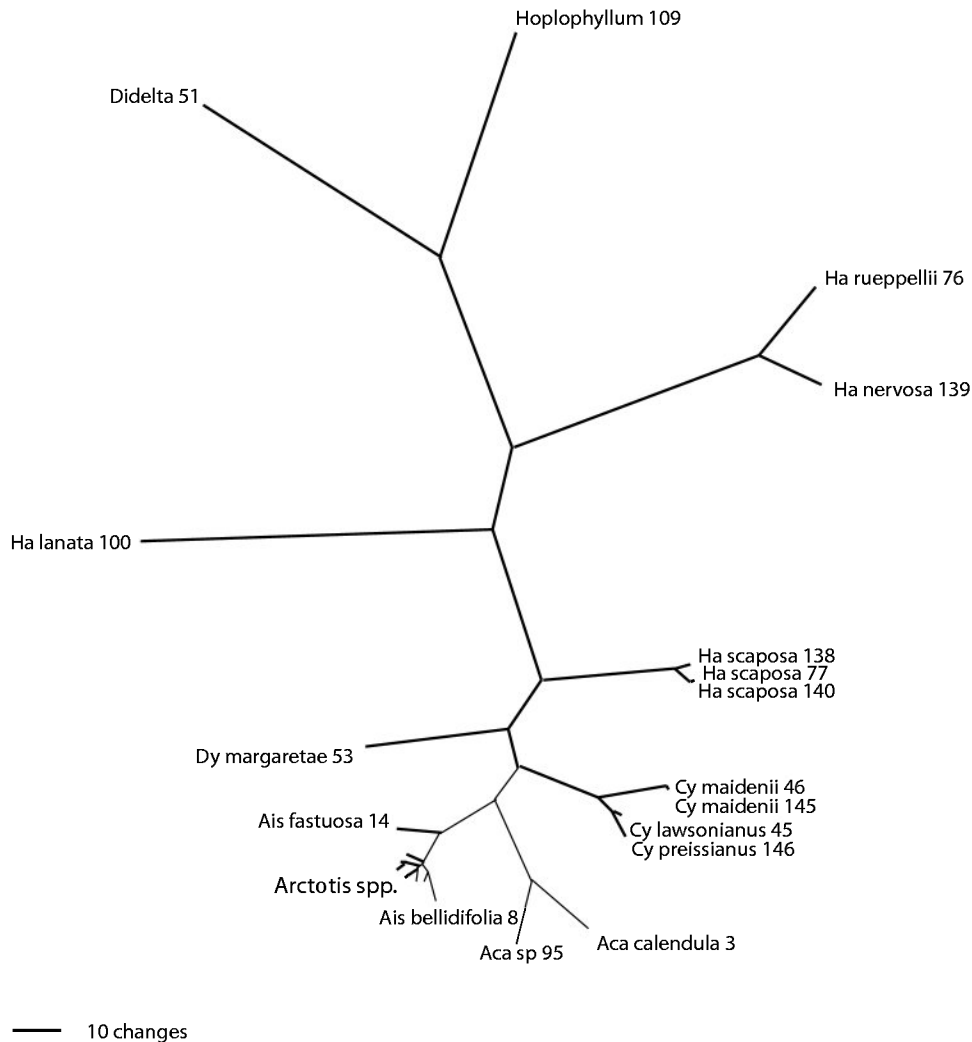 Hoplophyllum 109
Didelta 51
Ha rueppellii 76
Ha nervosa 139
Ha lanata 100
Ha scaposa 138
Ha scaposa 77
Ha scaposa 140
Dy margaretae 53
Cy maidenii 46
Cy maidenii 145
Ais fastuosa 14
Cy lawsonianus 45
Cy preissianus 146
Arctotis spp.
Ais bellidifolia 8
Aca calendula 3
Aca sp 95
10 changes